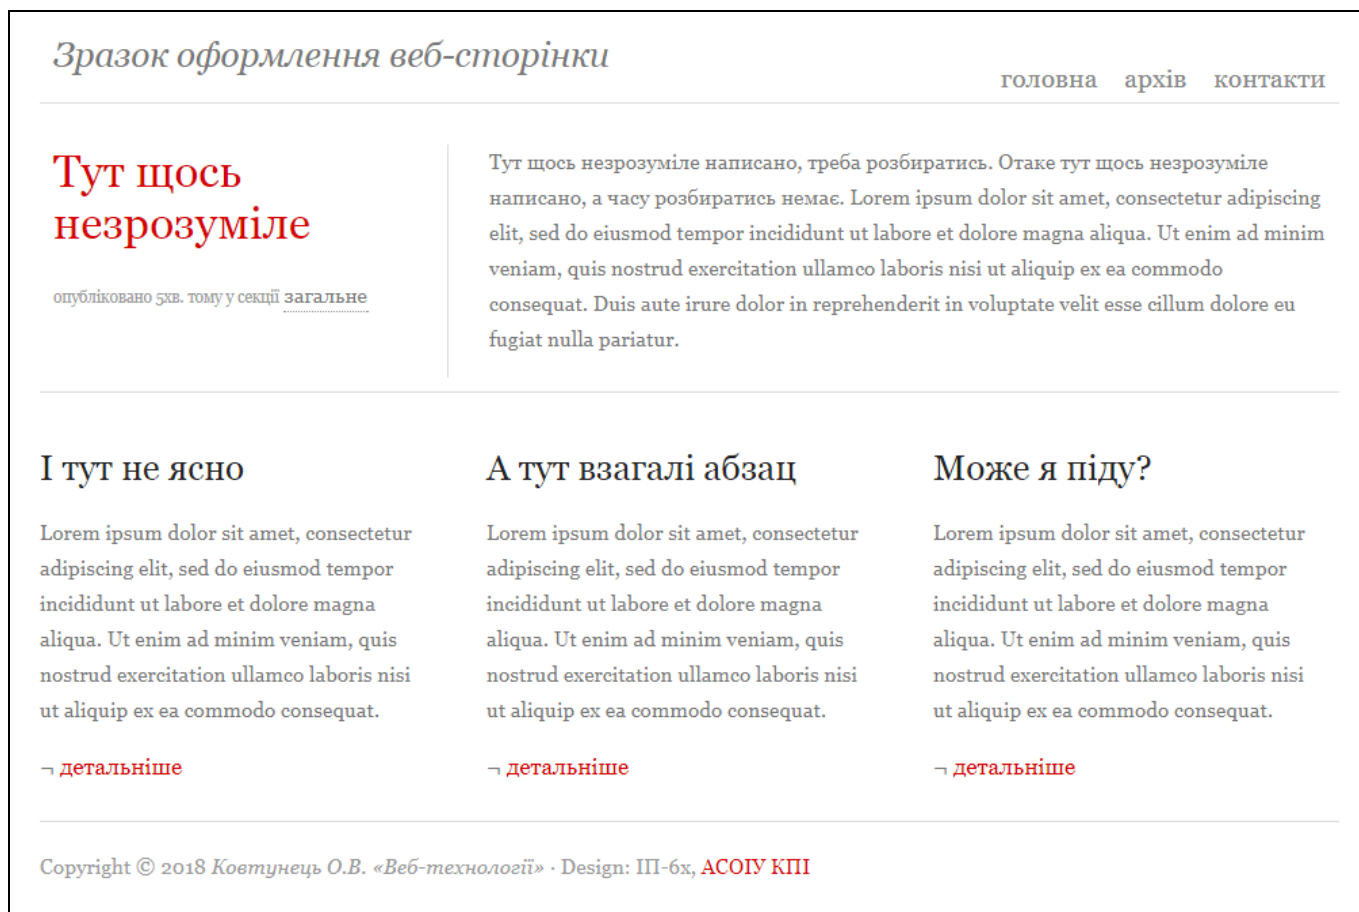 Зразок оформлення веб-сторінки
головна архів контакти
Тут щось
незрозуміле
опубліковано 5хв. тому у секції загальне
Тут щось незрозуміле написано, треба розбиратись. Отаке тут щось незрозуміле
написано, а часу розбиратись немає. Lorem ipsum dolor sit amet, consectetur adipiscing
elit, sed do eiusmod tempor incididunt ut labore et dolore magna aliqua. Ut enim ad minim
veniam, quis nostrud exercitation ullamco laboris nisi ut aliquip ex ea commodo
consequat. Duis aute irure dolor in reprehenderit in voluptate velit esse cillum dolore eu
fugiat nulla pariatur.
І тут не ясно
Lorem ipsum dolor sit amet, consectetur
adipiscing elit, sed do eiusmod tempor
incididunt ut labore et dolore magna
aliqua. Ut enim ad minim veniam, quis
nostrud exercitation ullamco laboris nisi
ut aliquip ex ea commodo consequat.
¬ детальніше
А тут взагалі абзац
Lorem ipsum dolor sit amet, consectetur
adipiscing elit, sed do eiusmod tempor
incididunt ut labore et dolore magna
aliqua. Ut enim ad minim veniam, quis
nostrud exercitation ullamco laboris nisi
ut aliquip ex ea commodo consequat.
¬ детальніше
Може я піду?
Lorem ipsum dolor sit amet, consectetur
adipiscing elit, sed do eiusmod tempor
incididunt ut labore et dolore magna
aliqua. Ut enim ad minim veniam, quis
nostrud exercitation ullamco laboris nisi
ut aliquip ex ea commodo consequat.
¬ детальніше
Copyright © 2018 Ковтунець О.В. «Веб-технології» · Design: ІП-6х, АСОІУ КПІ